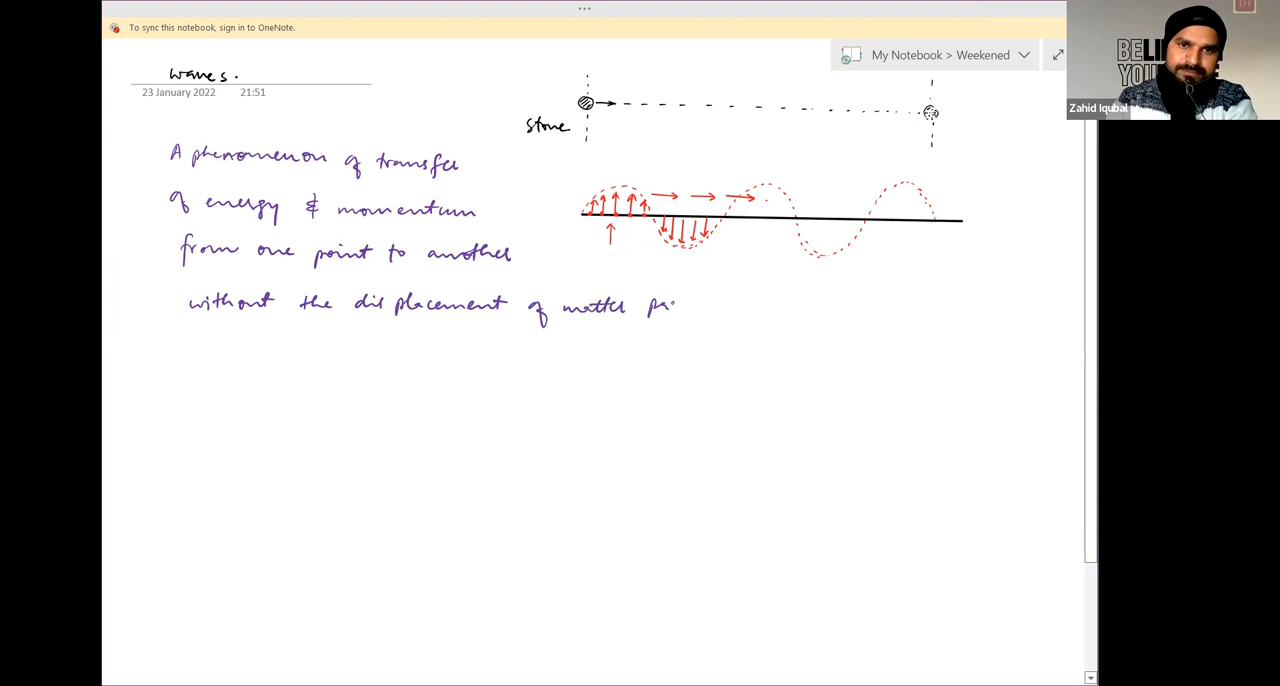 To sync this notebook, sign in to OneNote.
My Notebook > Weekened
Zahid Iqubal
waves.
23 January 2022 21:51
stone
A phenomenon of transfer
of energy & momentum
from one point to another
without the displacement of matter